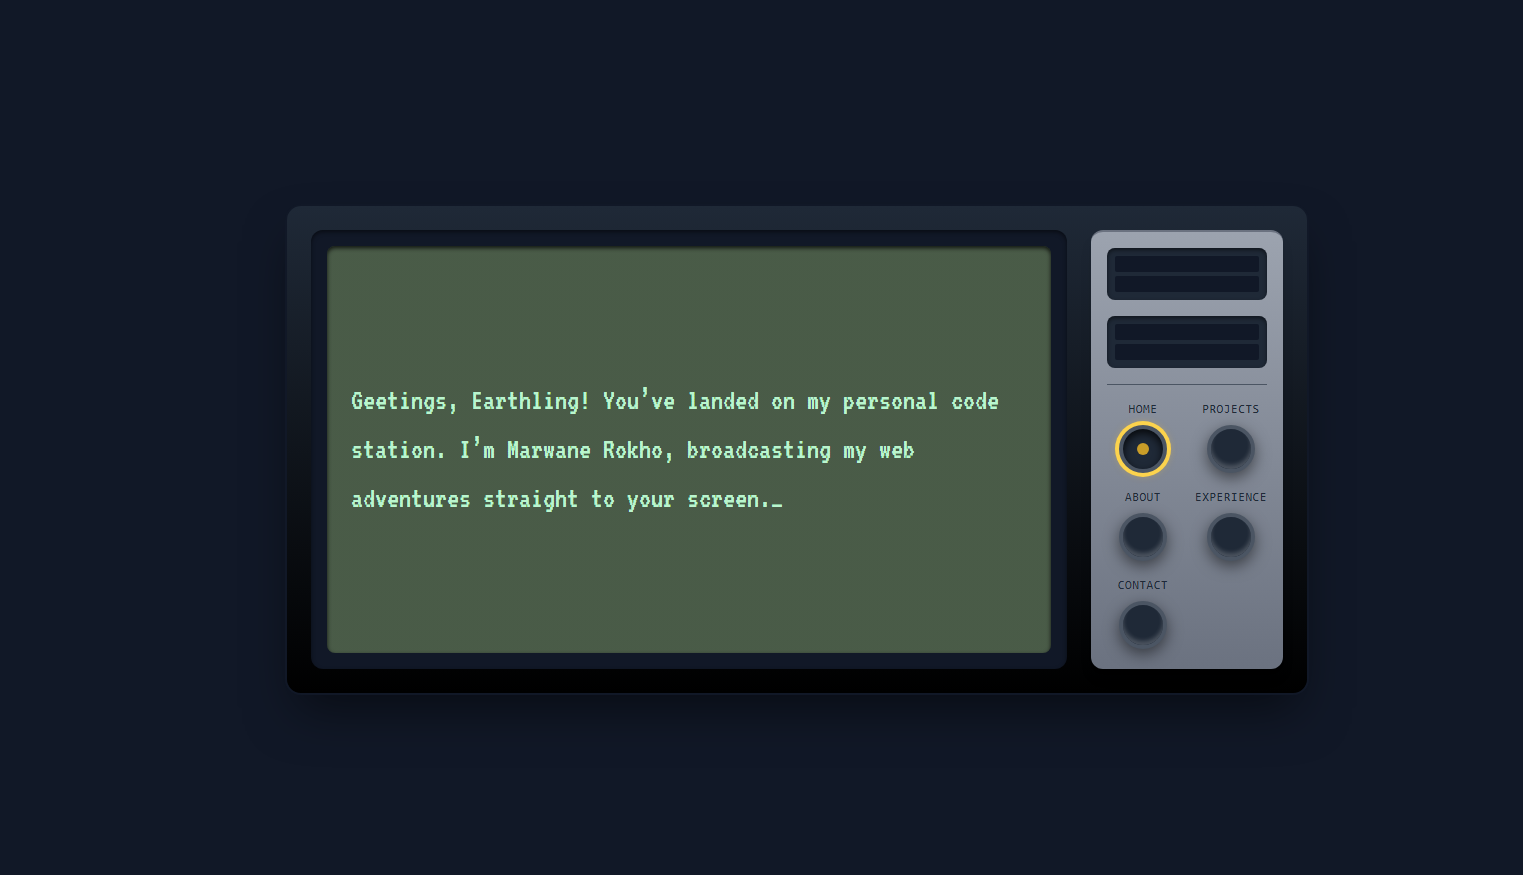 Geetings, Earthling! You’ve landed on my personal code
station. I’m Marwane Rokho, broadcasting my web
adventures straight to your screen._
HOME
PROJECTS
ABOUT
EXPERIENCE
CONTACT